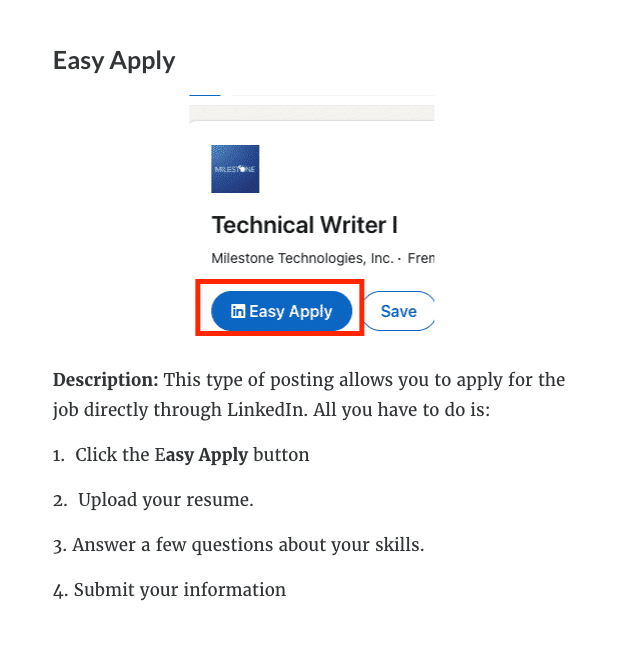 Easy Apply
MILESTONE
Technical Writer I
Milestone Technologies, Inc. · Frem
in Easy Apply
Save
Description: This type of posting allows you to apply for the
job directly through LinkedIn. All you have to do is:
1. Click the Easy Apply button
2. Upload your resume.
3. Answer a few questions about your skills.
4. Submit your information